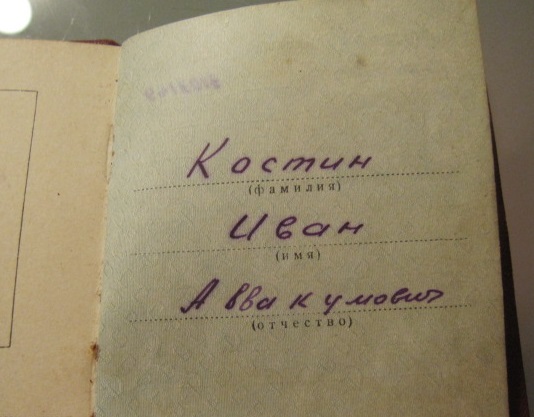 Костин
(фамилия)
Иван
(имя)
Аввакумович
(отчество)